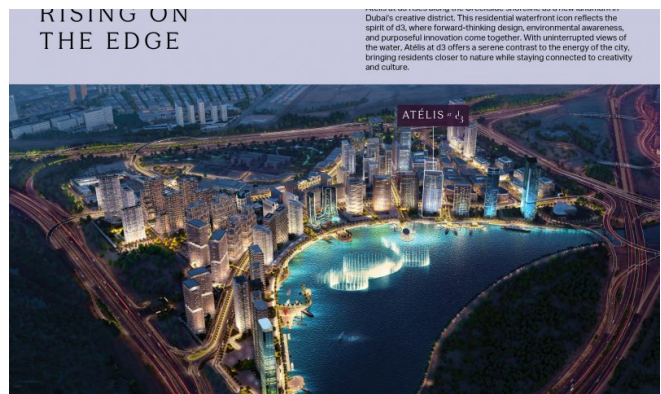 RISING ON
THE EDGE
Atélis at d3 rises along the Creekside shoreline as a new landmark in
Dubai's creative district. This residential waterfront icon reflects the
spirit of d3, where forward-thinking design, environmental awareness,
and purposeful innovation come together. With uninterrupted views of
the water, Atélis at d3 offers a serene contrast to the energy of the city,
bringing residents closer to nature while staying connected to creativity
and culture.
ATÉLIS at d3